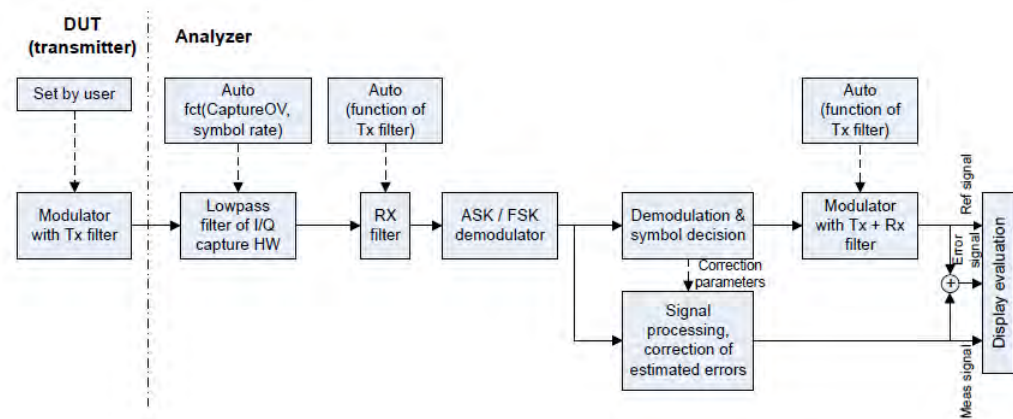 DUT
(transmitter)
Analyzer
Set by user
Auto
fct(CaptureOV,
symbol rate)
Auto
(function of
Tx filter)
Auto
(function of
Tx filter)
Modulator
with Tx filter
Lowpass
filter of I/Q
capture HW
RX
filter
ASK / FSK
demodulator
Demodulation &
symbol decision
Modulator
with Tx + Rx
filter
Ref signal
Error
signal
+
Display evaluation
Correction
parameters
Signal
processing,
correction of
estimated errors
Meas signal